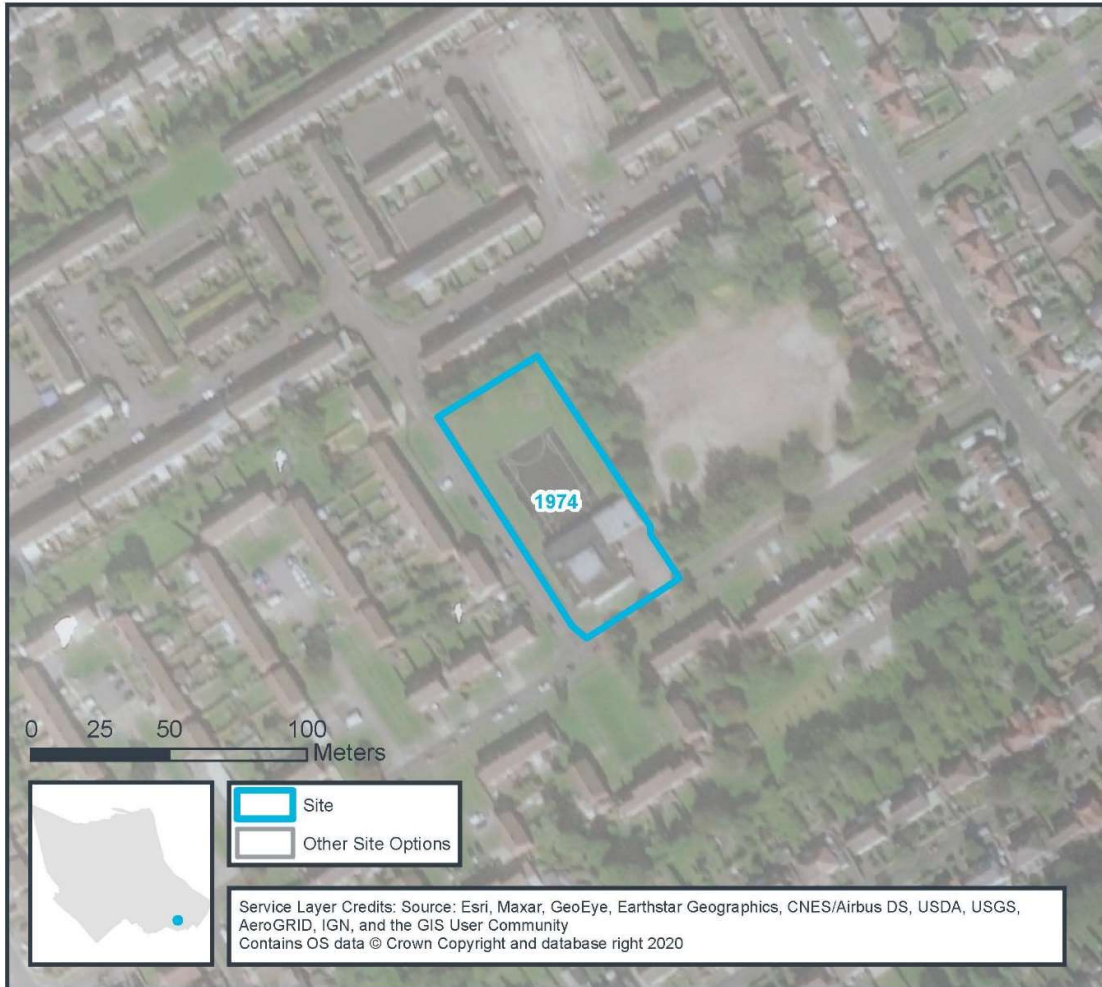 1974
0 25 50 100
Meters
Site
Other Site Options
Service Layer Credits: Source: Esri, Maxar, GeoEye, Earthstar Geographics, CNES/Airbus DS, USDA, USGS,
AeroGRID, IGN, and the GIS User Community
Contains OS data © Crown Copyright and database right 2020